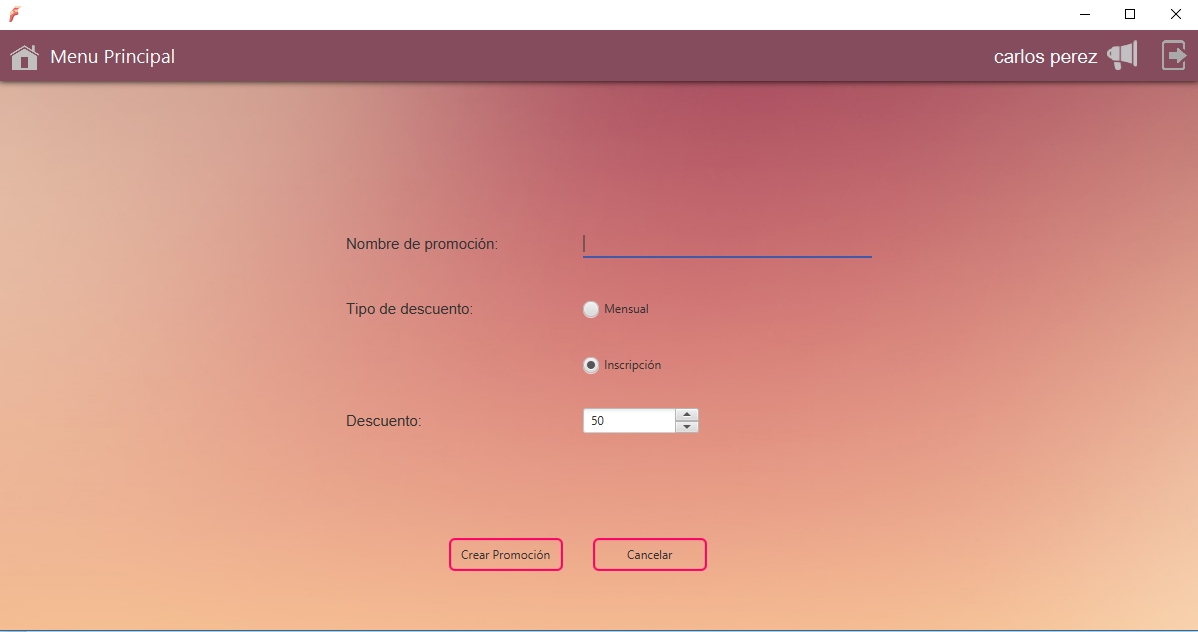 Menu Principal
carlos perez
Nombre de promoción:
Tipo de descuento:
Mensual
Inscripción
Descuento:
50
Crear Promoción
Cancelar